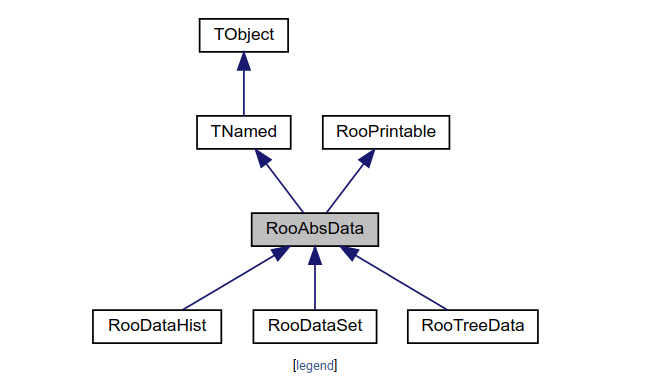 TObject
TNamed
RooPrintable
RooAbsData
RooDataHist
RooDataSet
RooTreeData
[legend]